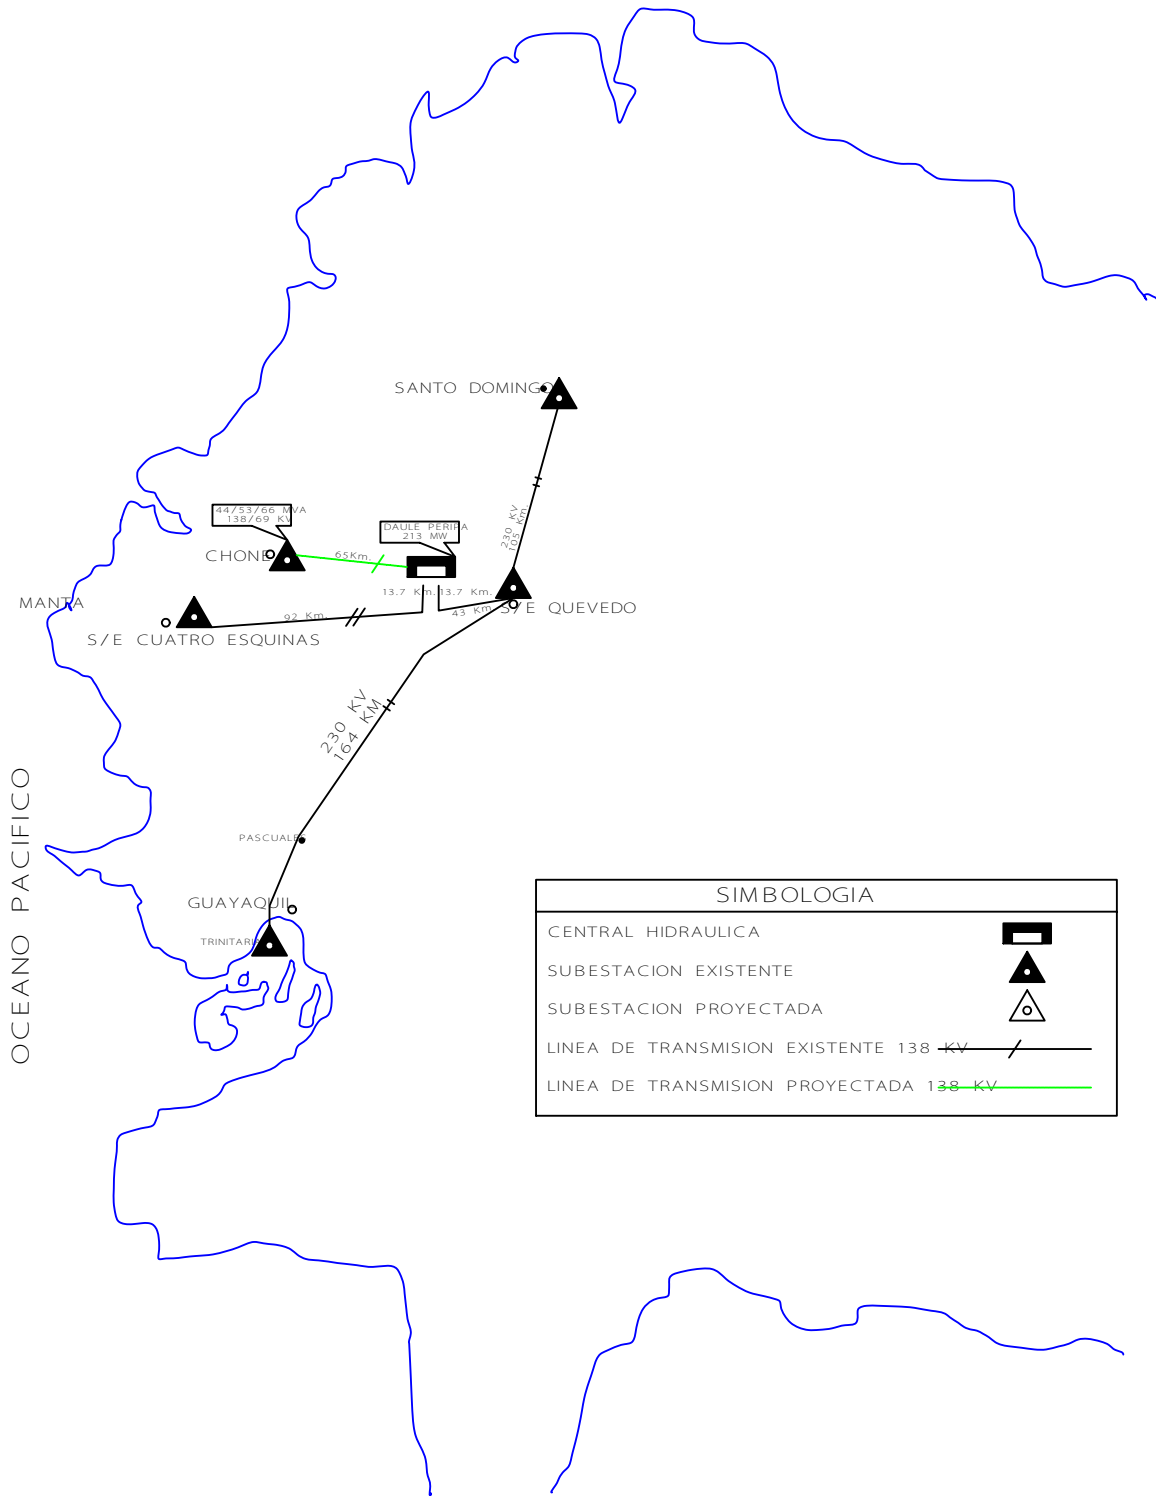 SANTO DOMINGO
230 KV
105 Km.
44/53/66 MVA
138/69 KV
CHONE
65Km.
DAULE PERIPA
213 MW
13.7 Km.
13.7 Km.
43 Km.
S/E QUEVEDO
MANTA
92 Km.
S/E CUATRO ESQUINAS
230 KV
164 KM
OCEANO PACIFICO
PASCUALES
GUAYAQUIL
TRINITARIA
SIMBOLOGIA
CENTRAL HIDRAULICA
SUBESTACION EXISTENTE
SUBESTACION PROYECTADA
LINEA DE TRANSMISION EXISTENTE 138 KV
LINEA DE TRANSMISION PROYECTADA 138 KV